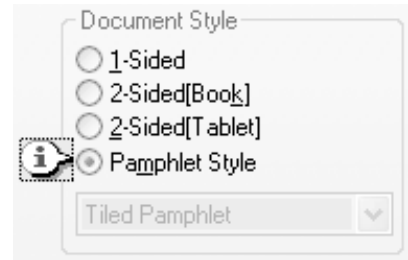 Document Style
1-Sided
2-Sided[Book]
2-Sided[Tablet]
Pamphlet Style
Tiled Pamphlet